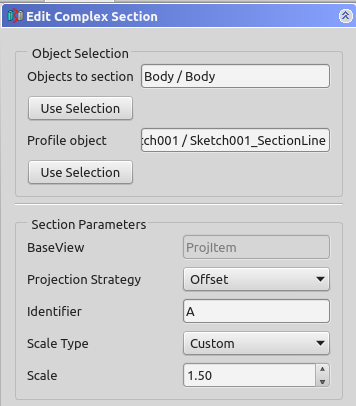 Edit Complex Section
Object Selection
Objects to section Body / Body
Use Selection
Profile object tch001 / Sketch001_SectionLine
Use Selection
Section Parameters
BaseView ProjItem
Projection Strategy Offset
Identifier A
Scale Type Custom
Scale 1.50